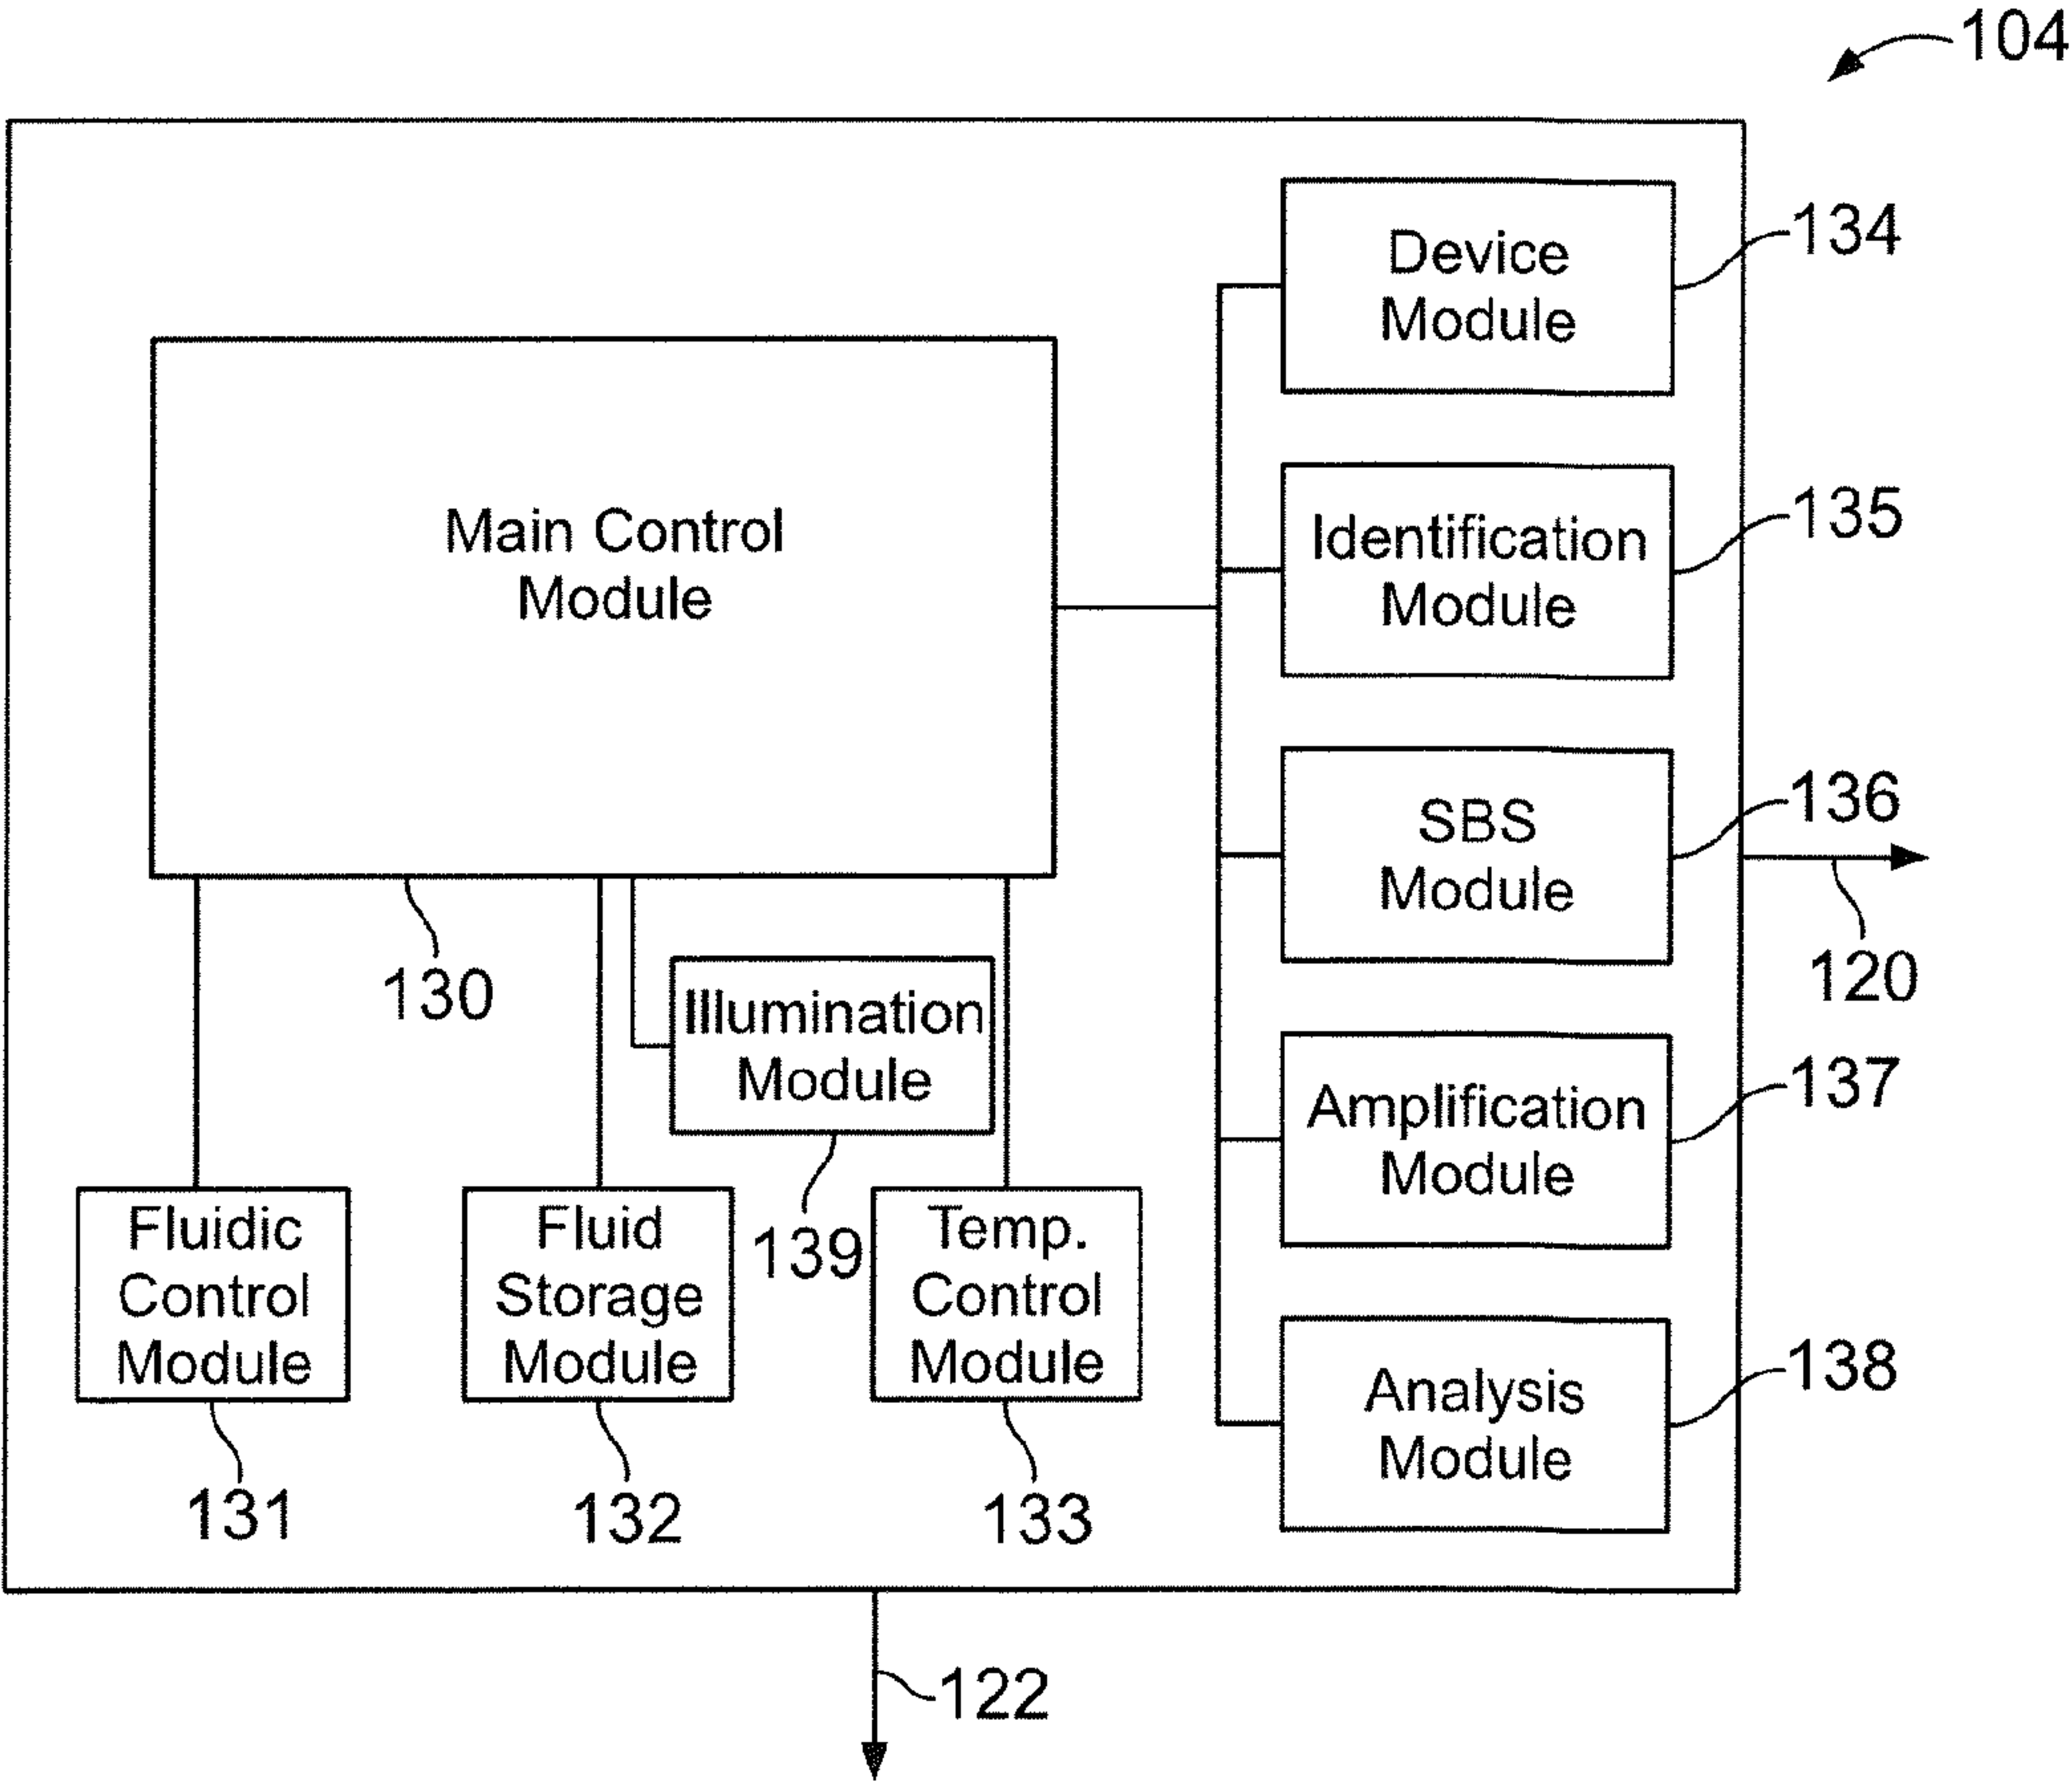 104
Device
Module
134
Main Control
Module
130
Identification
Module
135
SBS
Module
136
120
Illumination
Module
139
Amplification
Module
137
Fluidic
Control
Module
131
Fluid
Storage
Module
132
Temp.
Control
Module
133
Analysis
Module
138
122